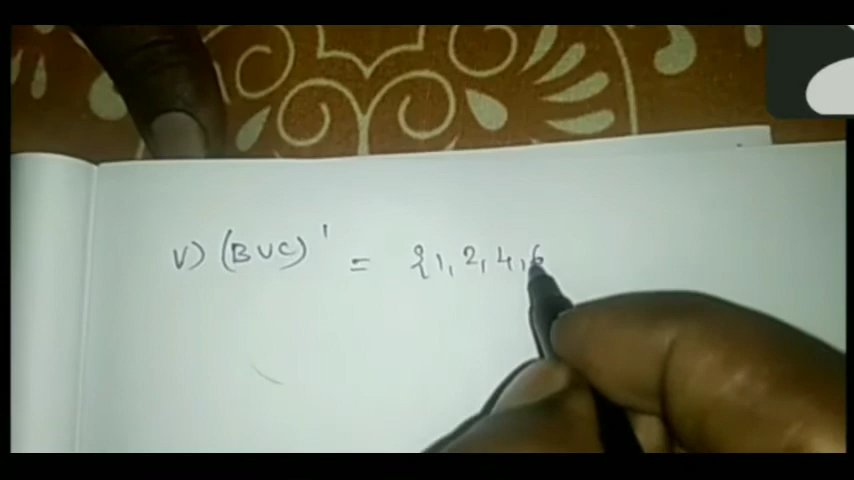 V) (B∪C)' = {1, 2, 4, 6